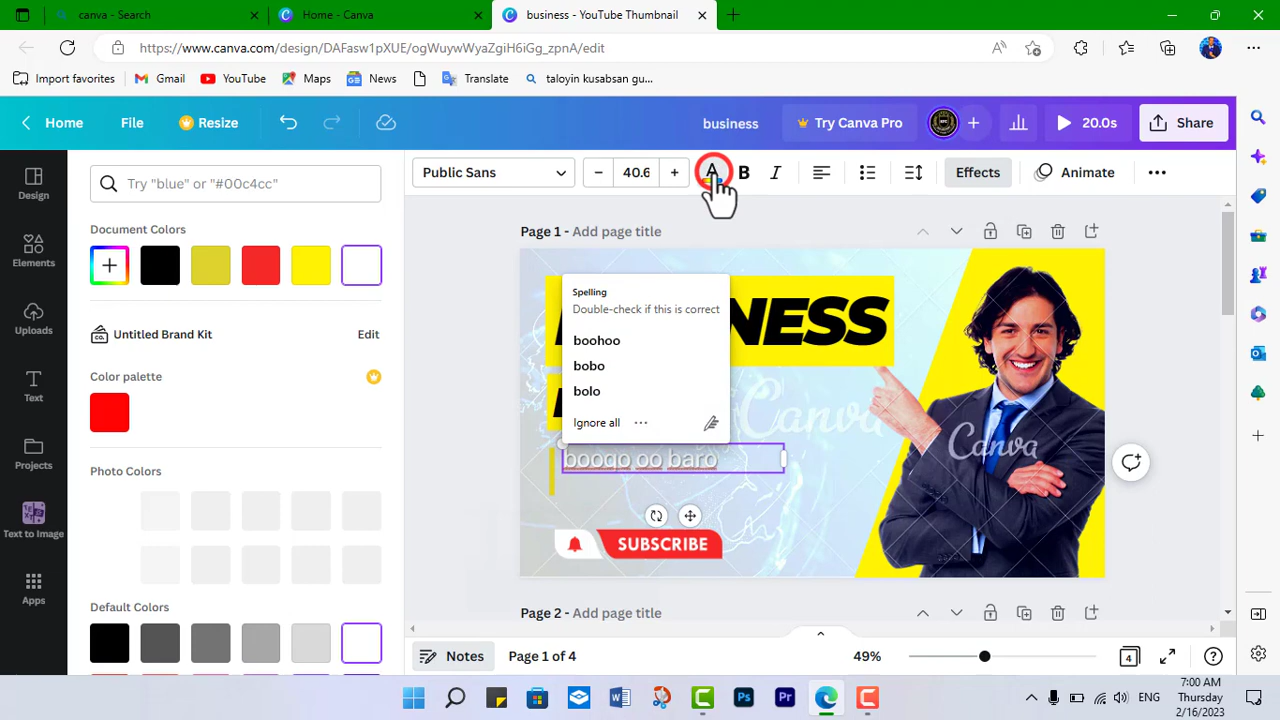 canva - Search
Home - Canva
business - YouTube Thumbnail
https://www.canva.com/design/DAFasw1pXUE/ogWuywWyaZgiH6iGg_zpnA/edit
Import favorites
Gmail
YouTube
Maps
News
Translate
taloyin kusabsan gu...
Home
File
Resize
business
Try Canva Pro
20.0s
Share
Public Sans
40.6
A
B
I
Effects
Animate
Design
Elements
Uploads
Text
Projects
Text to Image
Apps
Try "blue" or "#00c4cc"
Document Colors
Untitled Brand Kit
Edit
Color palette
Photo Colors
Default Colors
Page 1 - Add page title
NESS
Spelling
Double-check if this is correct
boohoo
bobo
bolo
Ignore all
booqo oo baro
Canva
Canva
SUBSCRIBE
Page 2 - Add page title
Notes
Page 1 of 4
49%
4
ENG
7:00 AM
Thursday
2/16/2023